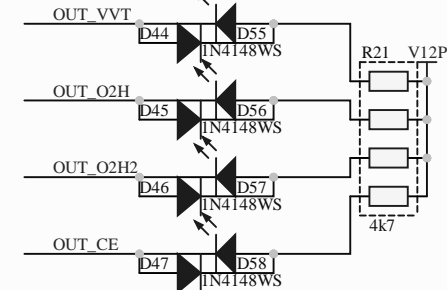 OUT_VVT
D44 D55
1N4148WS
R21 V12P
OUT_O2H
D45 D56
1N4148WS
OUT_O2H2
D46 D57
1N4148WS
4k7
OUT_CE
D47 D58
1N4148WS